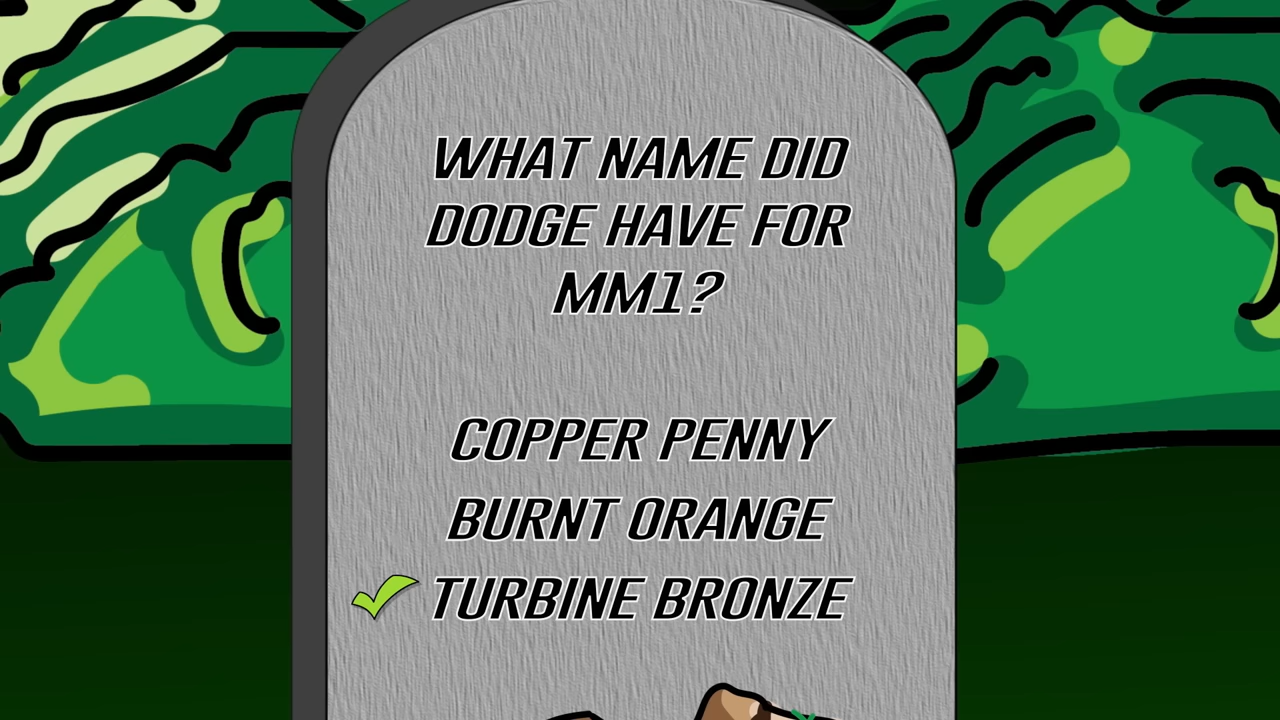 WHAT NAME DID
DODGE HAVE FOR
MM1?
COPPER PENNY
BURNT ORANGE
TURBINE BRONZE